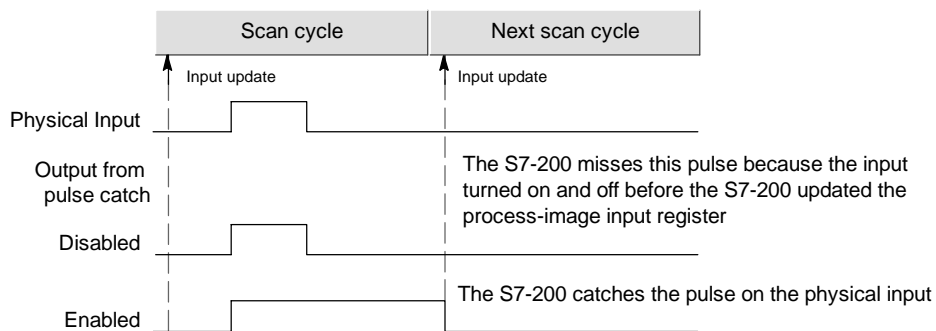 Scan cycle
Next scan cycle
Input update
Input update
Physical Input
Output from
pulse catch
The S7-200 misses this pulse because the input
turned on and off before the S7-200 updated the
process-image input register
Disabled
The S7-200 catches the pulse on the physical input
Enabled